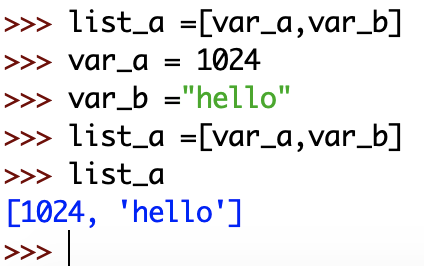 >>> list_a =[var_a,var_b]
>>> var_a = 1024
>>> var_b ="hello"
>>> list_a =[var_a,var_b]
>>> list_a
[1024, 'hello']
>>>